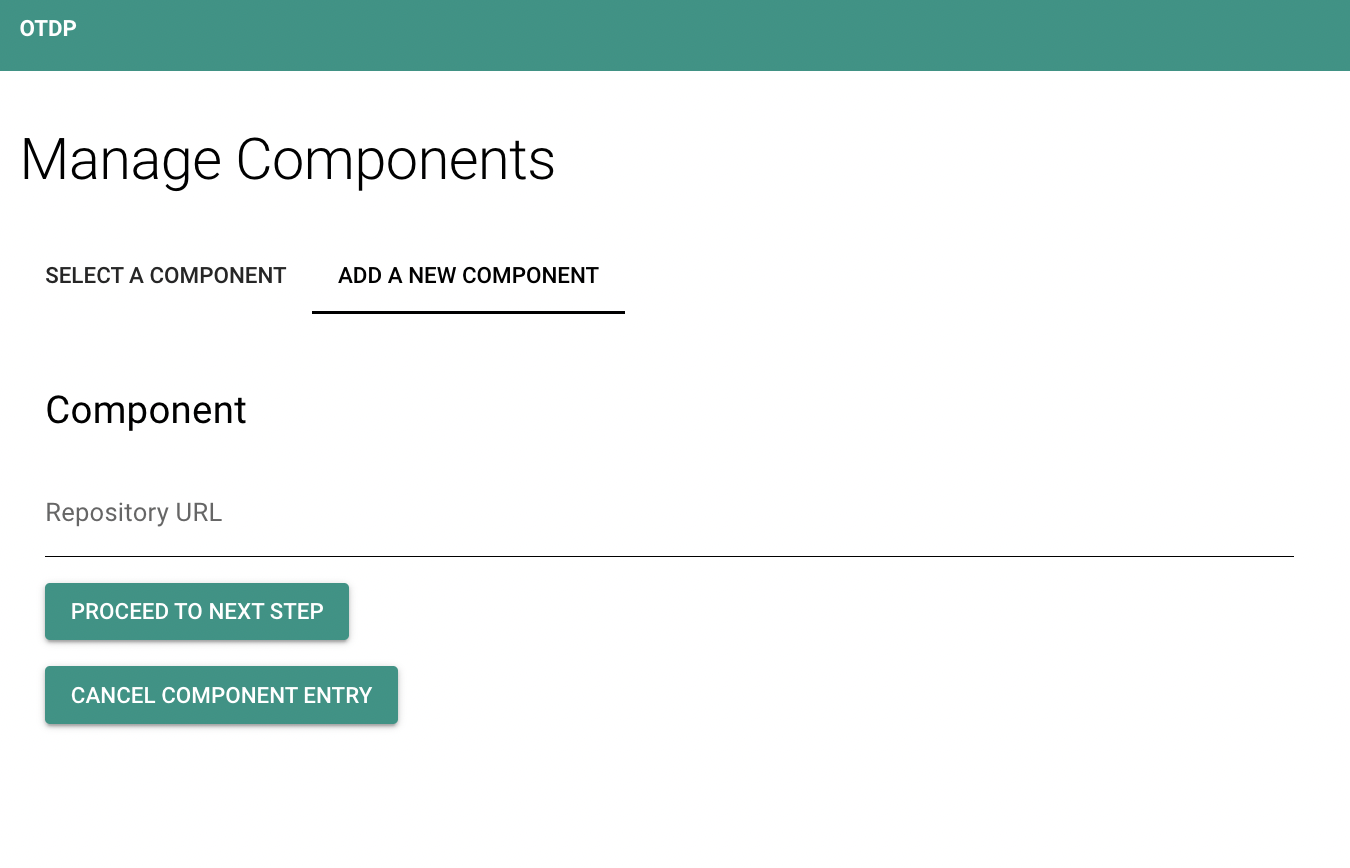 OTDP
Manage Components
SELECT A COMPONENT ADD A NEW COMPONENT
Component
Repository URL
PROCEED TO NEXT STEP
CANCEL COMPONENT ENTRY